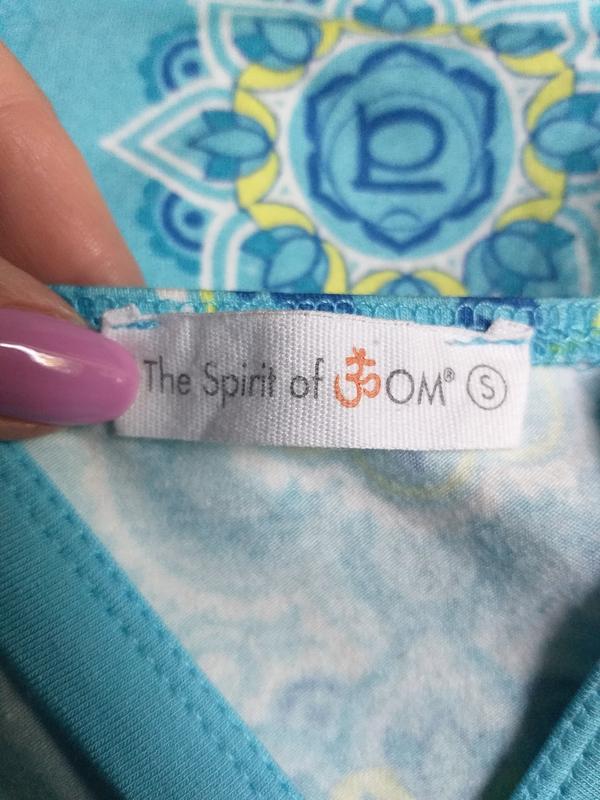 The Spirit of ॐ OM® Ⓢ